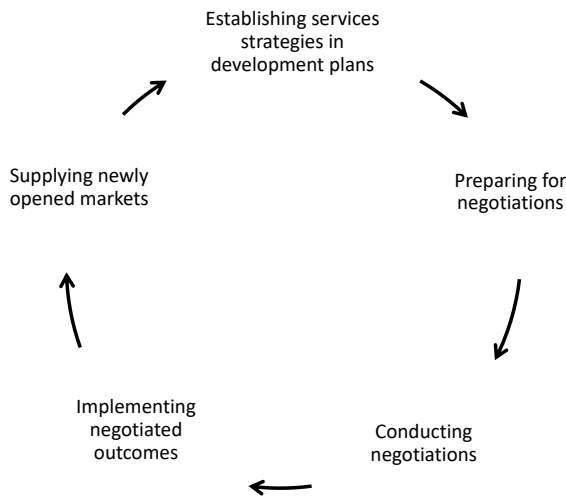 Establishing services
strategies in
development plans
Preparing for
negotiations
Conducting
negotiations
Implementing
negotiated
outcomes
Supplying newly
opened markets